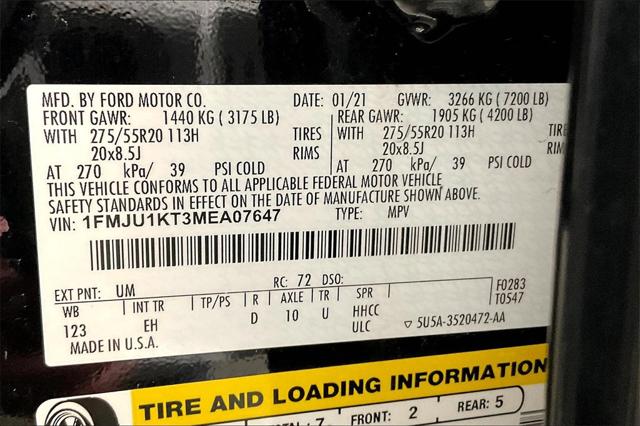 MFD. BY FORD MOTOR CO. DATE: 01/21 GVWR: 3266 KG ( 7200 LB)
FRONT GAWR: 1440 KG ( 3175 LB) REAR GAWR: 1905 KG ( 4200 LB)
WITH 275/55R20 113H TIRES WITH 275/55R20 113H
20x8.5J RIMS 20x8.5J RIMS
AT 270 kPa/ 39 PSI COLD AT 270 kPa/ 39 PSI COLD
THIS VEHICLE CONFORMS TO ALL APPLICABLE FEDERAL MOTOR VEHICLE
SAFETY STANDARDS IN EFFECT ON THE DATE OF MANUFACTURE SHOWN ABOVE.
VIN: 1FMJU1KT3MEA07647 TYPE: MPV
EXT PNT: UM RC: 72 DSO: F0283
WB INT TR TP/PS R AXLE TR SPR T0547
123 EH D 10 U HHCC
ULC 5U5A-3520472-AA
MADE IN U.S.A.
TIRE AND LOADING INFORMATION
7 FRONT: 2 REAR: 5